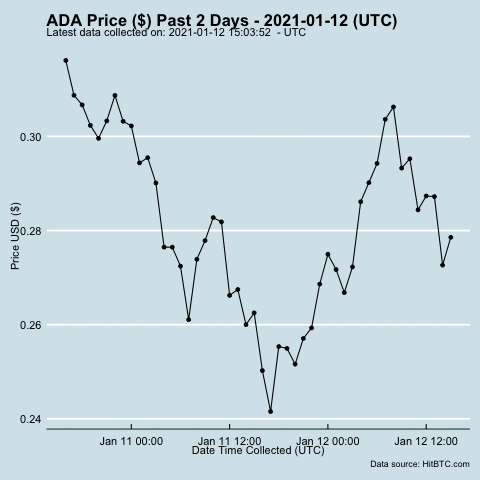 ADA Price ($) Past 2 Days - 2021-01-12 (UTC)
Latest data collected on: 2021-01-12 15:03:52 - UTC
0.30
0.28
0.26
0.24
Price USD ($)
Jan 11 00:00 Jan 11 12:00 Jan 12 00:00 Jan 12 12:00
Date Time Collected (UTC)
Data source: HitBTC.com